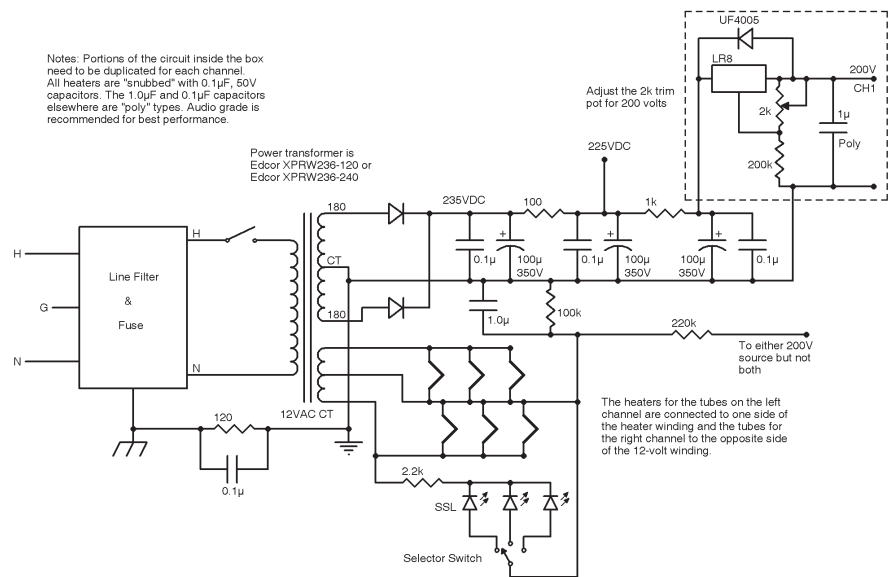 UF4005
LR8
200V
CH1
Adjust the 2k trim
pot for 200 volts
2k
1µ
Poly
200k
Notes: Portions of the circuit inside the box
need to be duplicated for each channel.
All heaters are "snubbed" with 0.1µF, 50V
capacitors. The 1.0µF and 0.1µF capacitors
elsewhere are "poly" types. Audio grade is
recommended for best performance.
Power transformer is
Edcor XPRW236-120 or
Edcor XPRW236-240
225VDC
235VDC
180
100
1k
H
H
Line Filter
&
Fuse
CT
0.1µ
+
100µ
350V
0.1µ
+
100µ
350V
+
100µ
350V
0.1µ
G
180
1.0µ
100k
220k
N
N
To either 200V
source but not
both
12VAC CT
The heaters for the tubes on the left
channel are connected to one side of
the heater winding and the tubes for
the right channel to the opposite side
of the 12-volt winding.
120
0.1µ
2.2k
SSL
Selector Switch